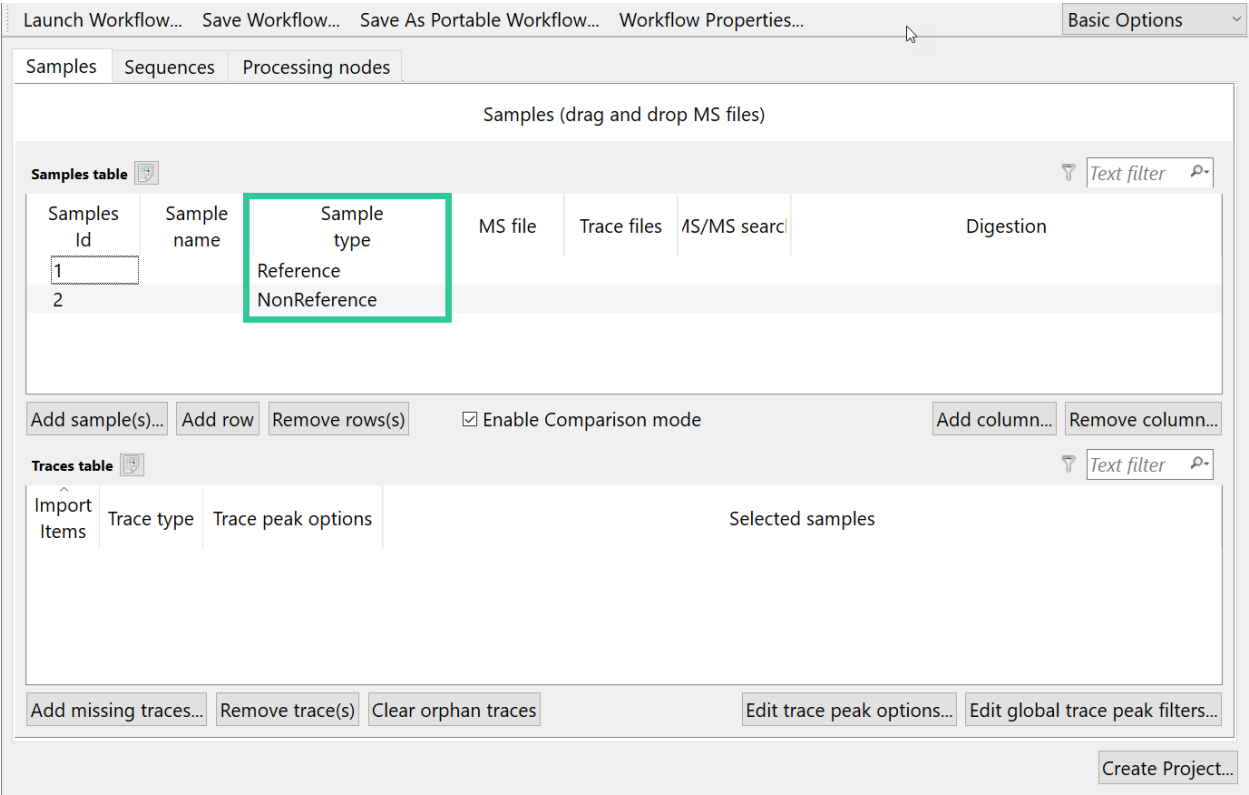 Launch Workflow... Save Workflow... Save As Portable Workflow... Workflow Properties... Basic Options
Samples Sequences Processing nodes
Samples (drag and drop MS files)
Samples table Text filter
Samples Id Sample name Sample type MS file Trace files /IS/MS searcl Digestion
1 Reference
2 NonReference
Add sample(s)... Add row Remove rows(s) Enable Comparison mode Add column... Remove column...
Traces table Text filter
Import Items Trace type Trace peak options Selected samples
Add missing traces... Remove trace(s) Clear orphan traces Edit trace peak options... Edit global trace peak filters...
Create Project...